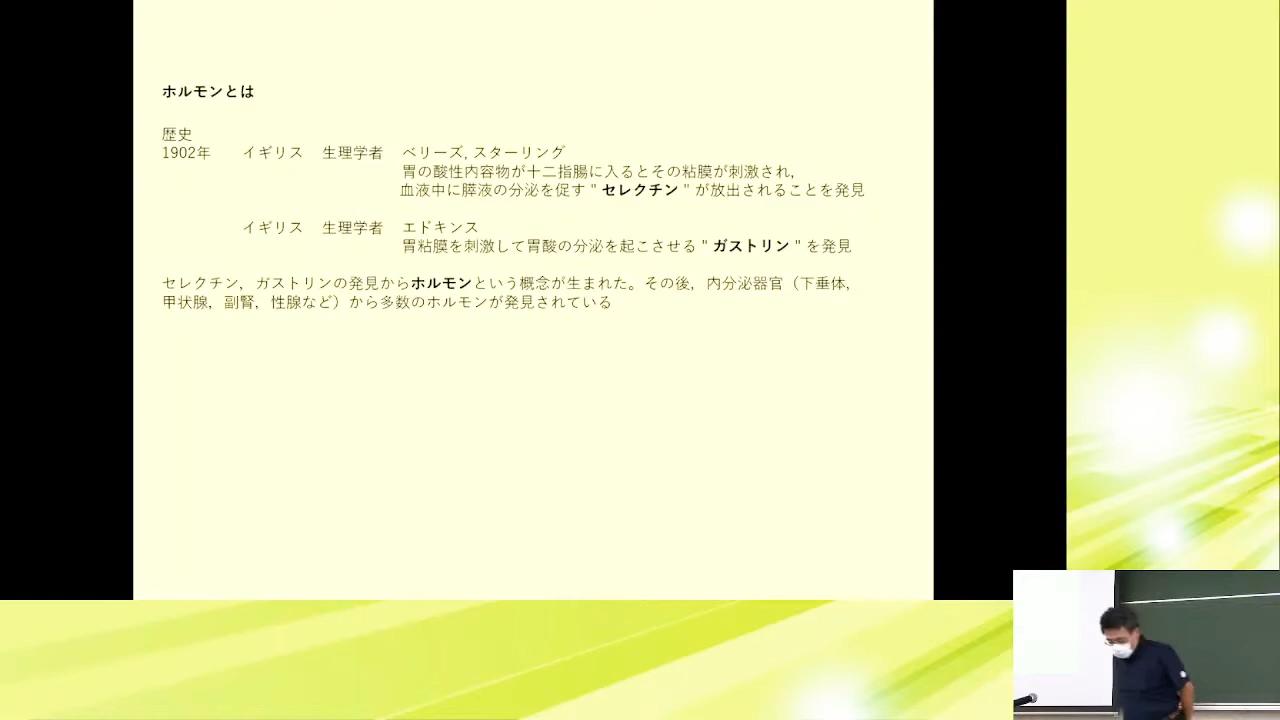 ホルモンとは
歴史
1902年 イギリス 生理学者 ベリーズ, スターリング
胃の酸性内容物が十二指腸に入るとその粘膜が刺激され,
血液中に膵液の分泌を促す " セレクチン " が放出されることを発見
イギリス 生理学者 エドキンス
胃粘膜を刺激して胃酸の分泌を起こさせる " ガストリン " を発見
セレクチン，ガストリンの発見からホルモンという概念が生まれた。その後，内分泌器官（下垂体，
甲状腺，副腎，性腺など）から多数のホルモンが発見されている